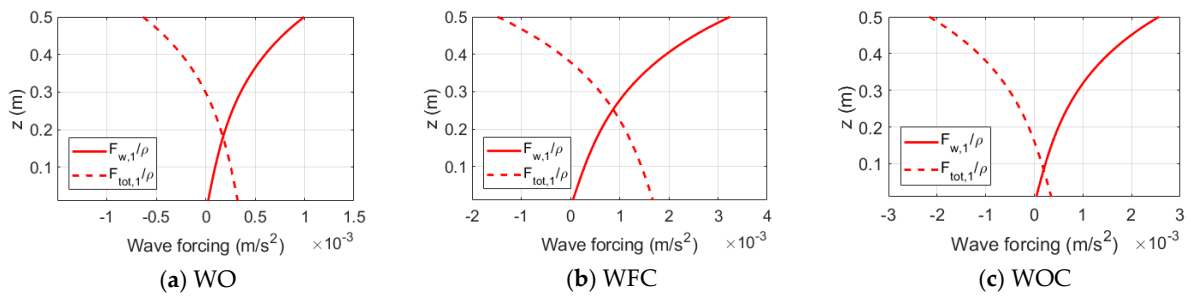 0.5
0.4
0.3
0.2
0.1
z (m)
F_w,1/ρ
F_tot,1/ρ
-1 -0.5 0 0.5 1 1.5
Wave forcing (m/s²) ×10⁻³
(a) WO
0.5
0.4
0.3
0.2
0.1
z (m)
F_w,1/ρ
F_tot,1/ρ
-2 -1 0 1 2 3 4
Wave forcing (m/s²) ×10⁻³
(b) WFC
0.5
0.4
0.3
0.2
0.1
z (m)
F_w,1/ρ
F_tot,1/ρ
-3 -2 -1 0 1 2 3
Wave forcing (m/s²) ×10⁻³
(c) WOC